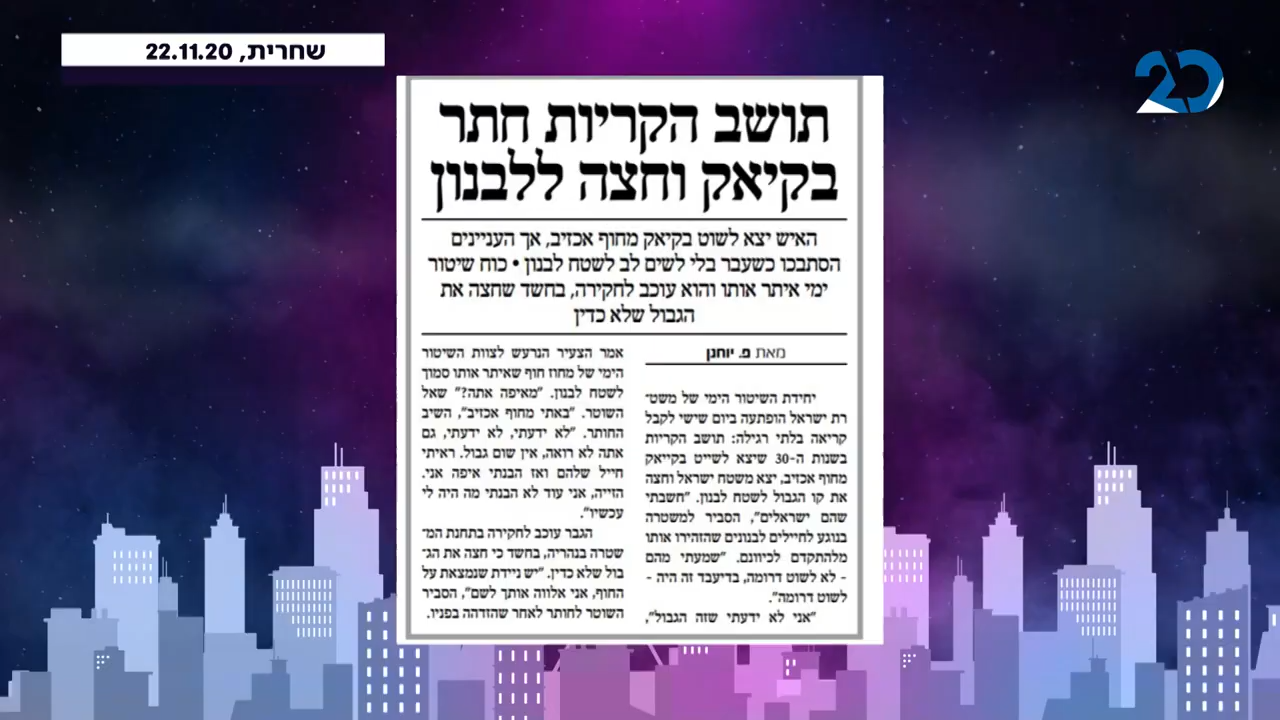 שחרית, 22.11.20
20
תושב הקריות חתר
בקיאק וחצה ללבנון
האיש יצא לשוט בקיאק מחוף אכזיב, אך העניינים
הסתבכו כשעבר בלי לשים לב לשטח לבנון • כוח שיטור
ימי איתר אותו והוא עוכב לחקירה, בחשד שחצה את
הגבול שלא כדין
מאת פ. יוחנן
יחידת השיטור הימי של משט־
רת ישראל הופתעה ביום שישי לקבל
קריאה בלתי רגילה: תושב הקריות
בשנות ה-30 שיצא לשייט בקייאק
מחוף אכזיב, יצא משטח ישראל וחצה
את קו הגבול לשטח לבנון. "חשבתי
שהם ישראלים", הסביר למשטרה
בנוגע לחיילים לבנונים שהזהירו אותו
מלהתקדם לכיוונם. "שמעתי מהם
- לא לשוט דרומה, בדיעבד זה היה -
לשוט דרומה".
"אני לא ידעתי שזה הגבול",
אמר הצעיר הנרעש לצוות השיטור
הימי של מחוז חוף שאיתר אותו סמוך
לשטח לבנון. "מאיפה אתה?" שאל
השוטר. "באתי מחוף אכזיב", השיב
החותר. "לא ידעתי, לא ידעתי, גם
אתה לא רואה, אין שום גבול. ראיתי
חייל שלהם ואז הבנתי איפה אני.
הזייה, אני עוד לא הבנתי מה היה לי
עכשיו".
הגבר עוכב לחקירה בתחנת המ־
שטרה בנהריה, בחשד כי חצה את הג־
בול שלא כדין. "יש ניידת שנמצאת על
החוף, אני אלווה אותך לשם", הסביר
השוטר לחותר לאחר שהזדהה בפניו.